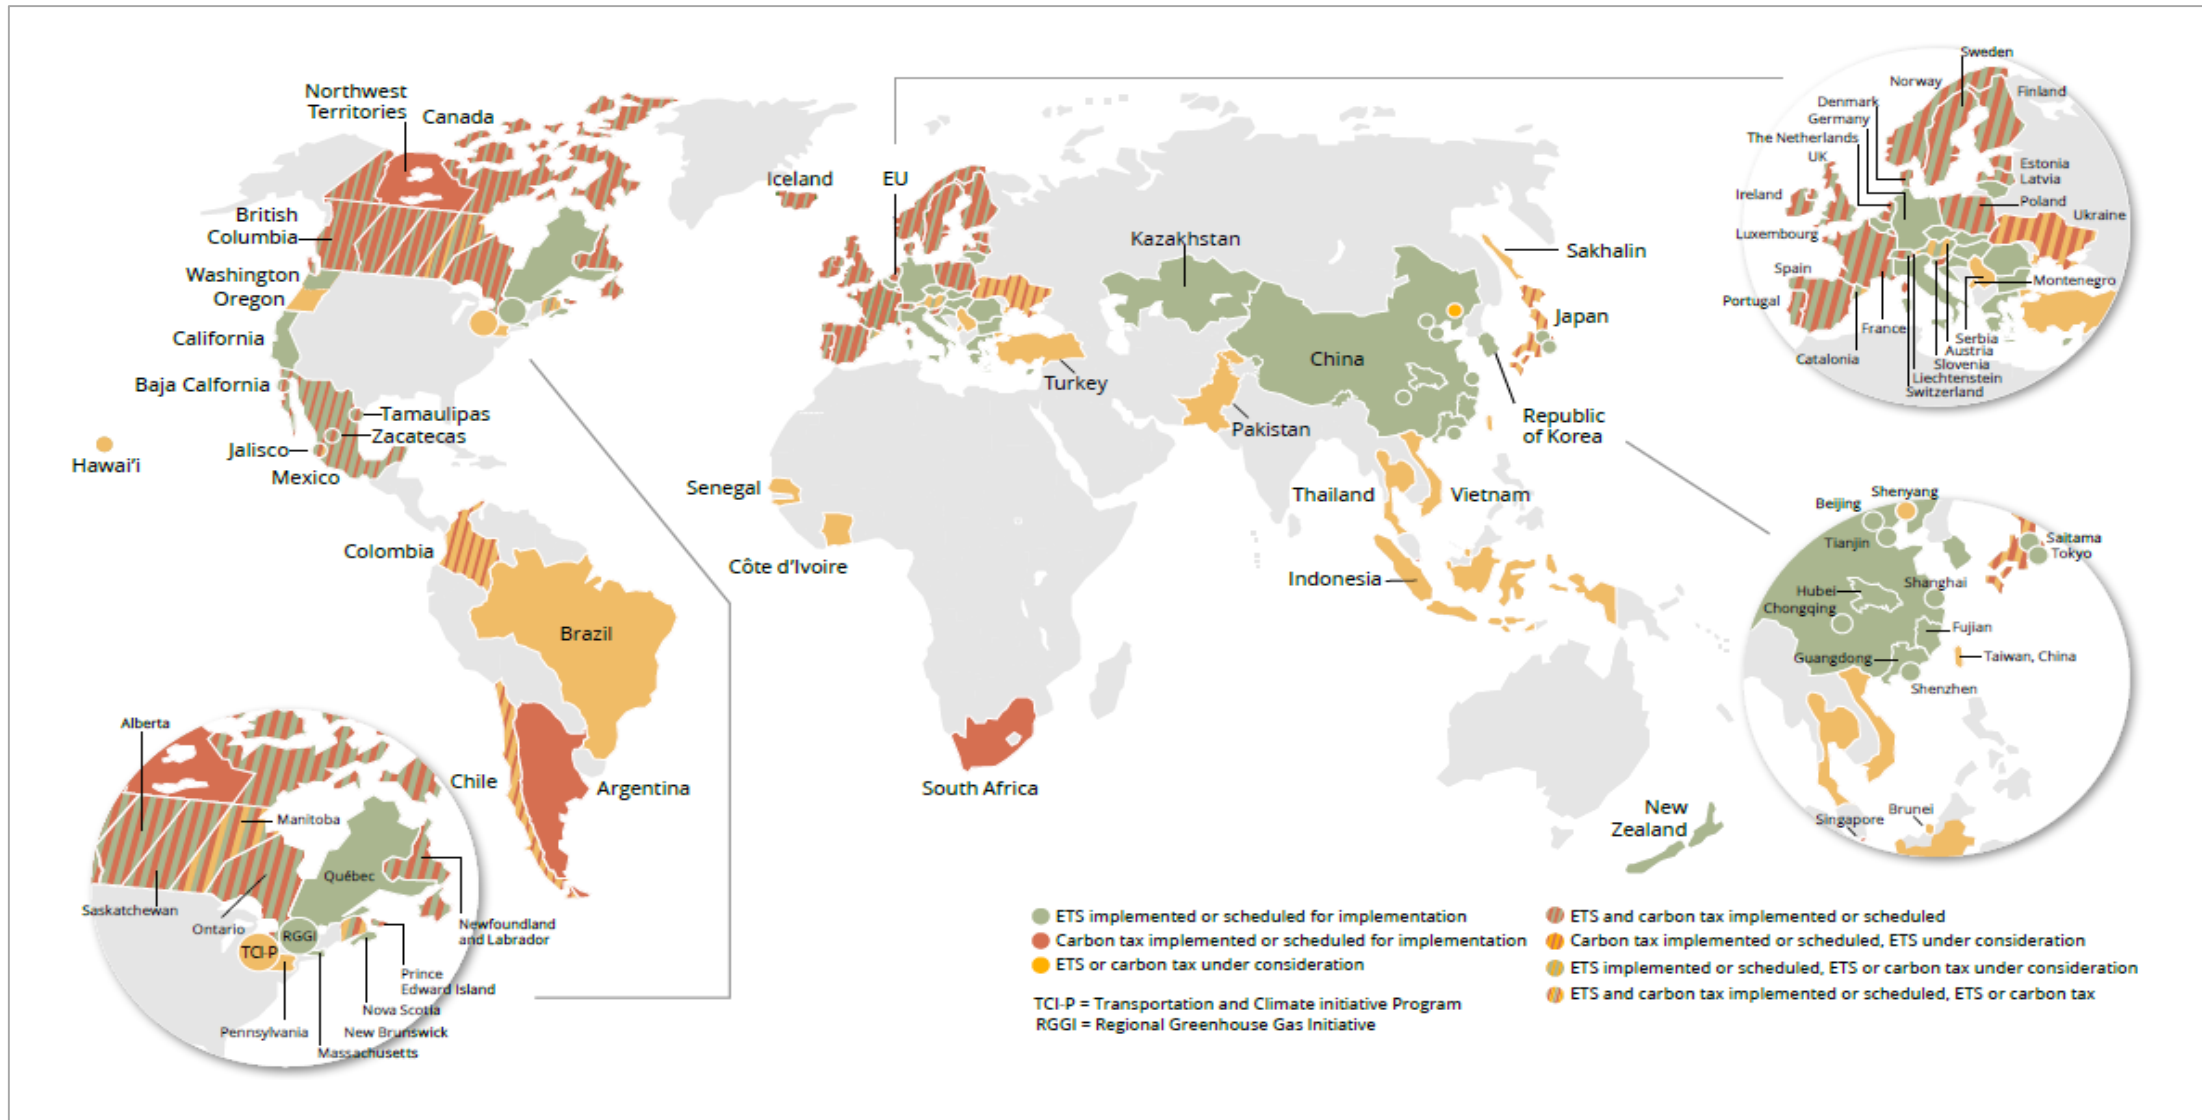 Northwest
Territories
Canada
British
Columbia
Washington
Oregon
California
Baja Calfornia
Tamaulipas
Zacatecas
Jalisco
Mexico
Hawai'i
Colombia
Brazil
Chile
Argentina
Iceland
EU
Kazakhstan
Sakhalin
Japan
China
Turkey
Pakistan
Republic
of Korea
Senegal
Côte d'Ivoire
Thailand
Vietnam
Indonesia
South Africa
New
Zealand
Sweden
Norway
Finland
Denmark
Germany
The Netherlands
UK
Estonia
Latvia
Ireland
Poland
Ukraine
Luxembourg
Spain
Montenegro
Portugal
France
Serbia
Austria
Catalonia
Slovenia
Liechtenstein
Switzerland
Shenyang
Beijing
Tianjin
Saitama
Tokyo
Shanghai
Hubei
Chongqing
Fujian
Guangdong
Taiwan, China
Shenzhen
Brunei
Singapore
Alberta
Manitoba
Québec
Saskatchewan
Ontario
Newfoundland
and Labrador
RGGI
TCI-P
Prince
Edward Island
Nova Scotia
Pennsylvania
New Brunswick
Massachusetts
ETS implemented or scheduled for implementation
Carbon tax implemented or scheduled for implementation
ETS or carbon tax under consideration
TCI-P = Transportation and Climate initiative Program
RGGI = Regional Greenhouse Gas Initiative
ETS and carbon tax implemented or scheduled
Carbon tax implemented or scheduled, ETS under consideration
ETS implemented or scheduled, ETS or carbon tax under consideration
ETS and carbon tax implemented or scheduled, ETS or carbon tax